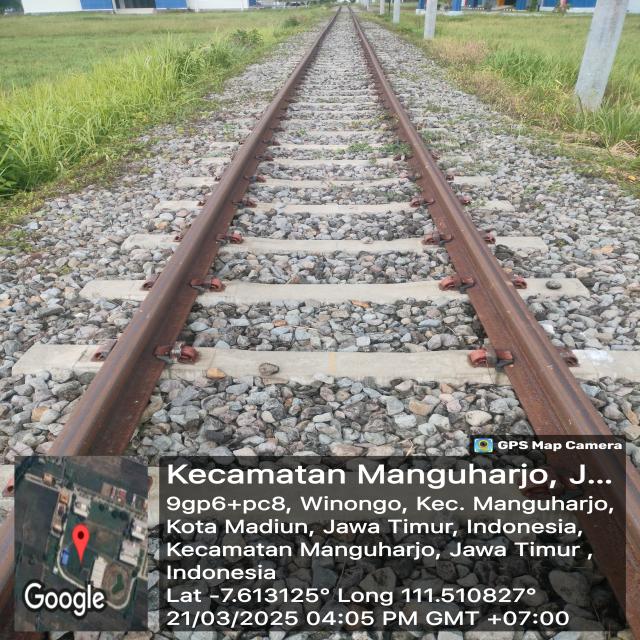 GPS Map Camera
Kecamatan Manguharjo, J...
9gp6+pc8, Winongo, Kec. Manguharjo,
Kota Madiun, Jawa Timur, Indonesia,
Kecamatan Manguharjo, Jawa Timur ,
Indonesia
Lat -7.613125° Long 111.510827°
21/03/2025 04:05 PM GMT +07:00
Google